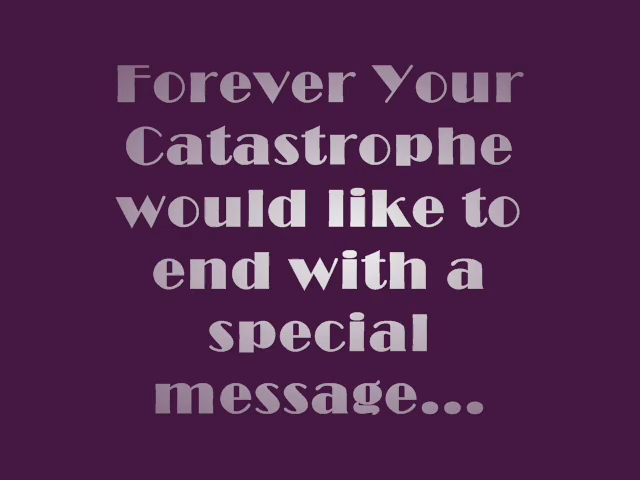 Forever Your
Catastrophe
would like to
end with a
special
message...